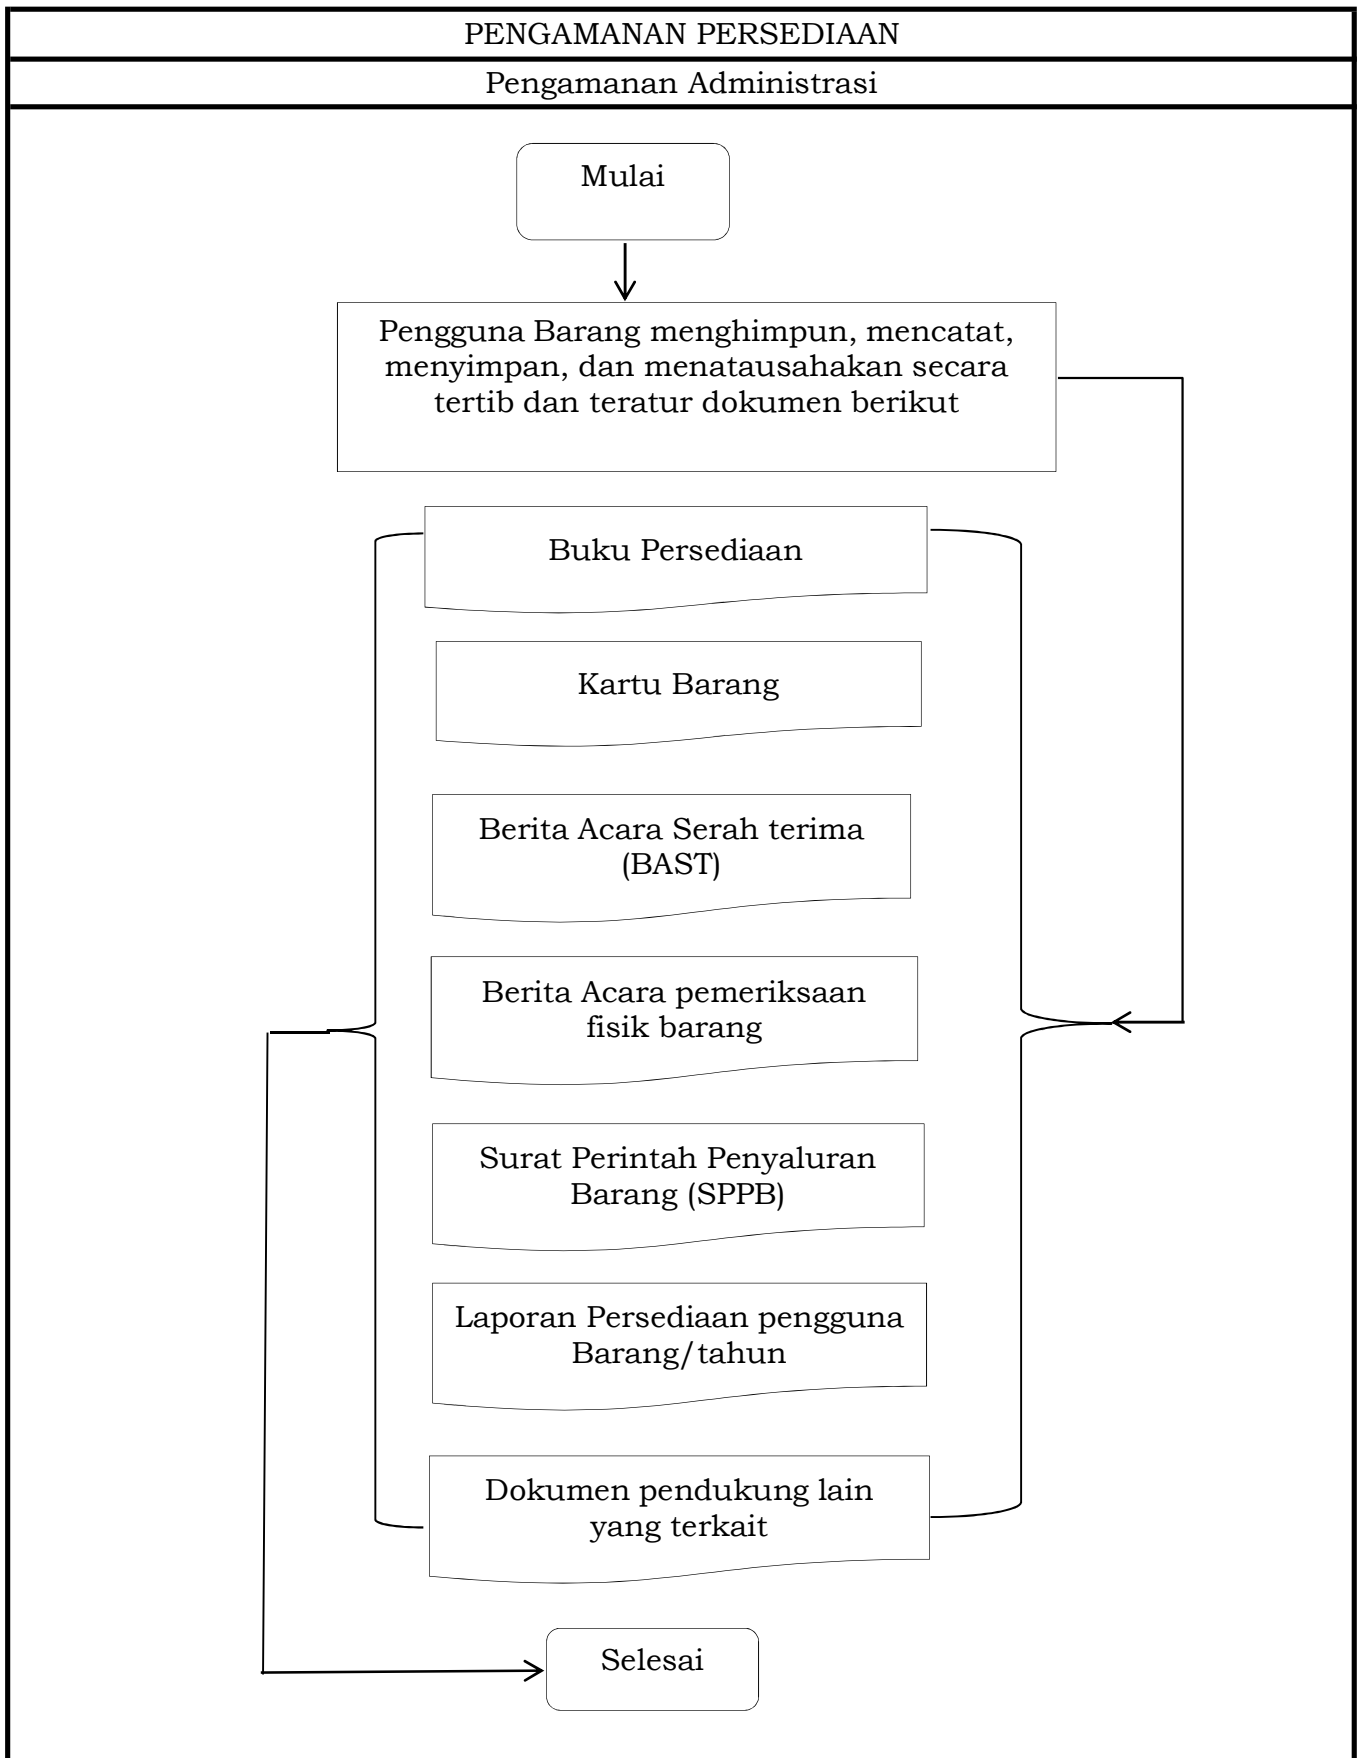 PENGAMANAN PERSEDIAAN
Pengamanan Administrasi
Mulai
Pengguna Barang menghimpun, mencatat,
menyimpan, dan menatausahakan secara
tertib dan teratur dokumen berikut
Buku Persediaan
Kartu Barang
Berita Acara Serah terima
(BAST)
Berita Acara pemeriksaan
fisik barang
Surat Perintah Penyaluran
Barang (SPPB)
Laporan Persediaan pengguna
Barang/tahun
Dokumen pendukung lain
yang terkait
Selesai